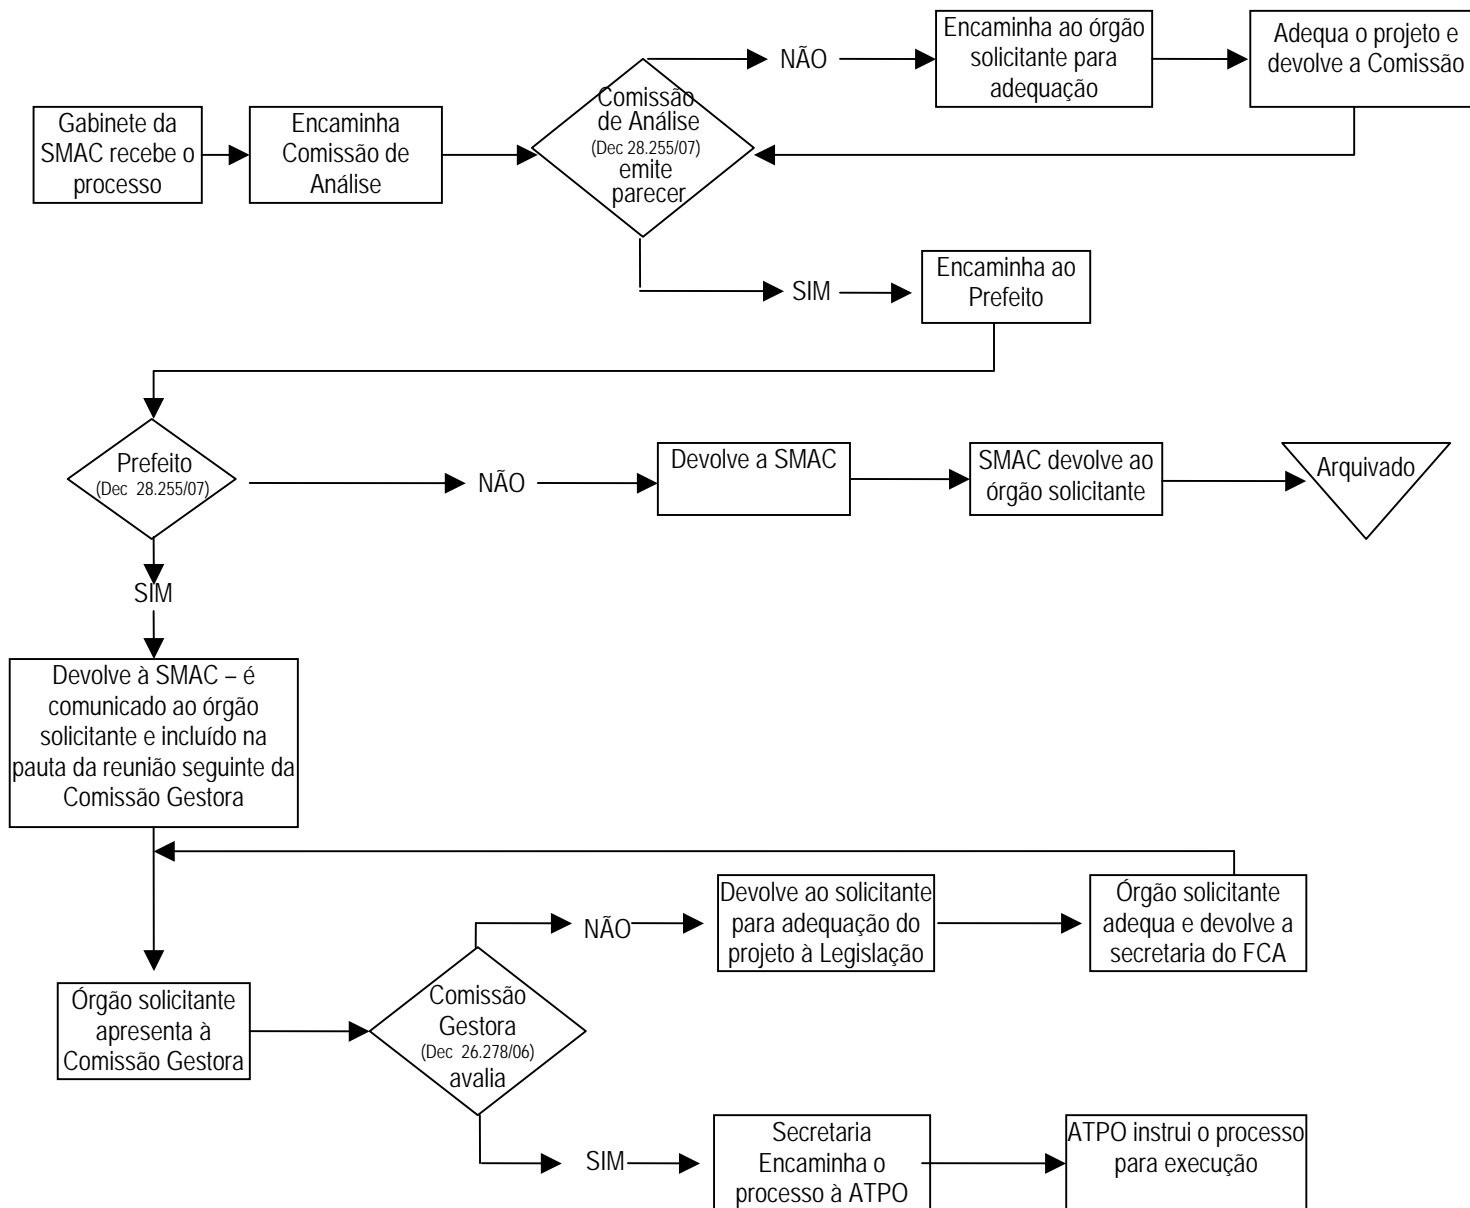 Gabinete da
SMAC recebe o
processo
Encaminha
Comissão de
Análise
Comissão
de Análise
(Dec 28.255/07)
emite
parecer
NÃO
Encaminha ao órgão
solicitante para
adequação
Adequa o projeto e
devolve a Comissão
SIM
Encaminha ao
Prefeito
Prefeito
(Dec 28.255/07)
NÃO
Devolve a SMAC
SMAC devolve ao
órgão solicitante
Arquivado
SIM
Devolve à SMAC – é
comunicado ao órgão
solicitante e incluído na
pauta da reunião seguinte da
Comissão Gestora
Órgão solicitante
apresenta à
Comissão Gestora
Comissão
Gestora
(Dec 26.278/06)
avalia
NÃO
Devolve ao solicitante
para adequação do
projeto à Legislação
Órgão solicitante
adequa e devolve a
secretaria do FCA
SIM
Secretaria
Encaminha o
processo à ATPO
ATPO instrui o processo
para execução